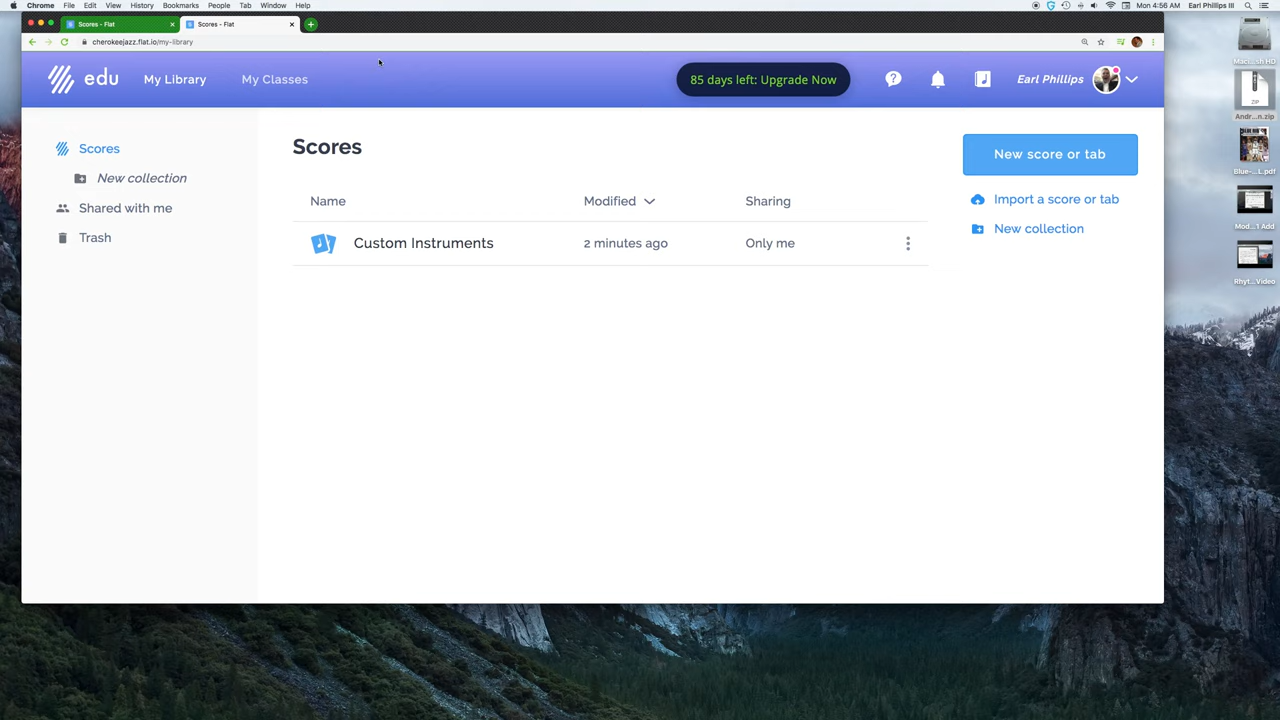 Chrome File Edit View History Bookmarks People Tab Window Help
Mon 4:56 AM Earl Phillips III
Scores - Flat
Scores - Flat
cherokeejazz.flat.io/my-library
edu My Library My Classes
85 days left: Upgrade Now
Earl Phillips
Scores
New collection
Shared with me
Trash
Scores
Name Modified Sharing
Custom Instruments 2 minutes ago Only me
New score or tab
Import a score or tab
New collection
Maci...sh HD
ZIP
Andr...n.zip
Blue-...L.pdf
Mod...1 Add
Rhyt...Video